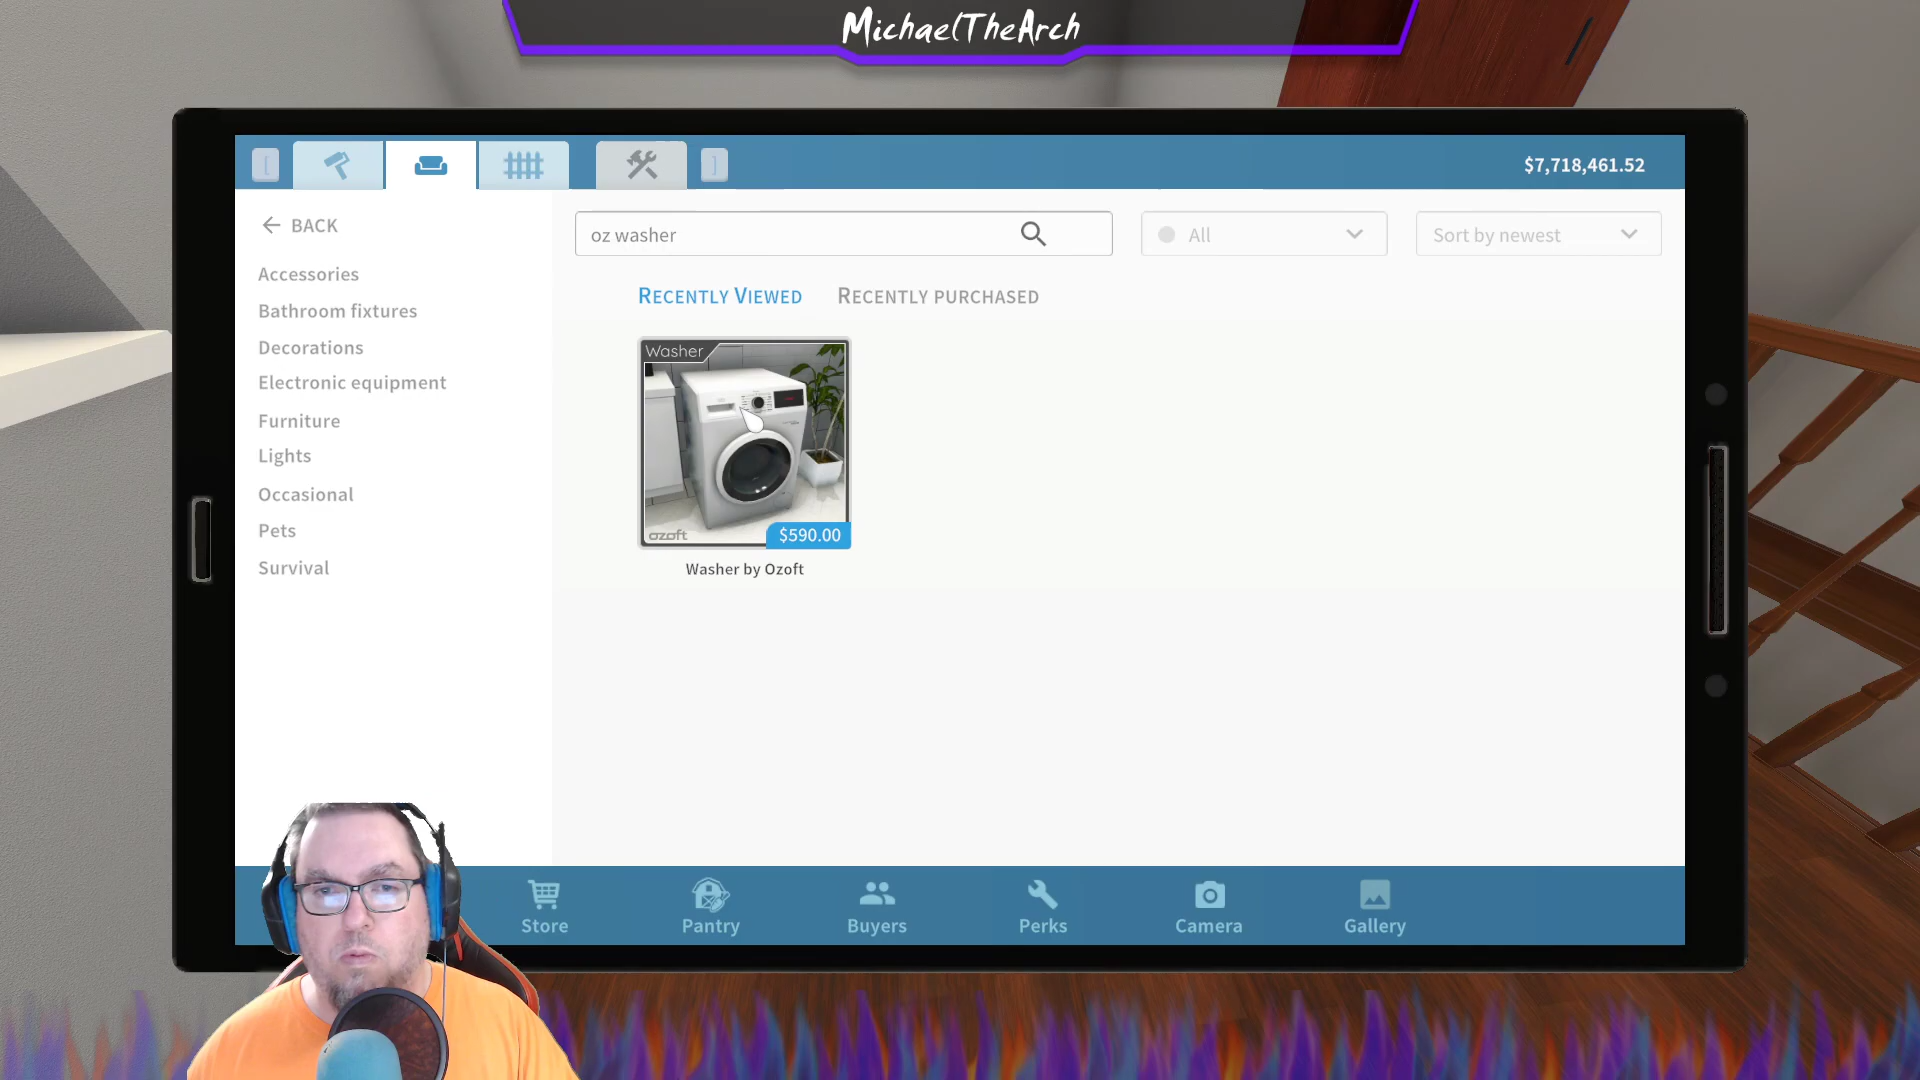 MichaelTheArch
[
]
$7,718,461.52
BACK
oz washer
All
Sort by newest
Accessories
Bathroom fixtures
Decorations
Electronic equipment
Furniture
Lights
Occasional
Pets
Survival
RECENTLY VIEWED
RECENTLY PURCHASED
Washer
ozoft
$590.00
Washer by Ozoft
Store
Pantry
Buyers
Perks
Camera
Gallery